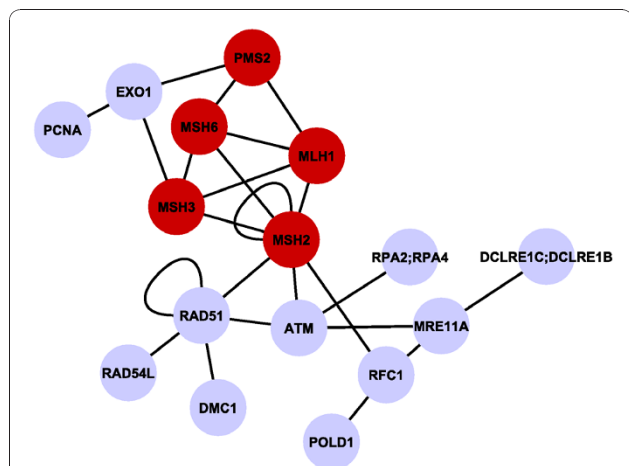 PMS2
EXO1
PCNA
MSH6
MLH1
MSH3
MSH2
RPA2;RPA4
DCLRE1C;DCLRE1B
RAD51
ATM
MRE11A
RAD54L
RFC1
DMC1
POLD1